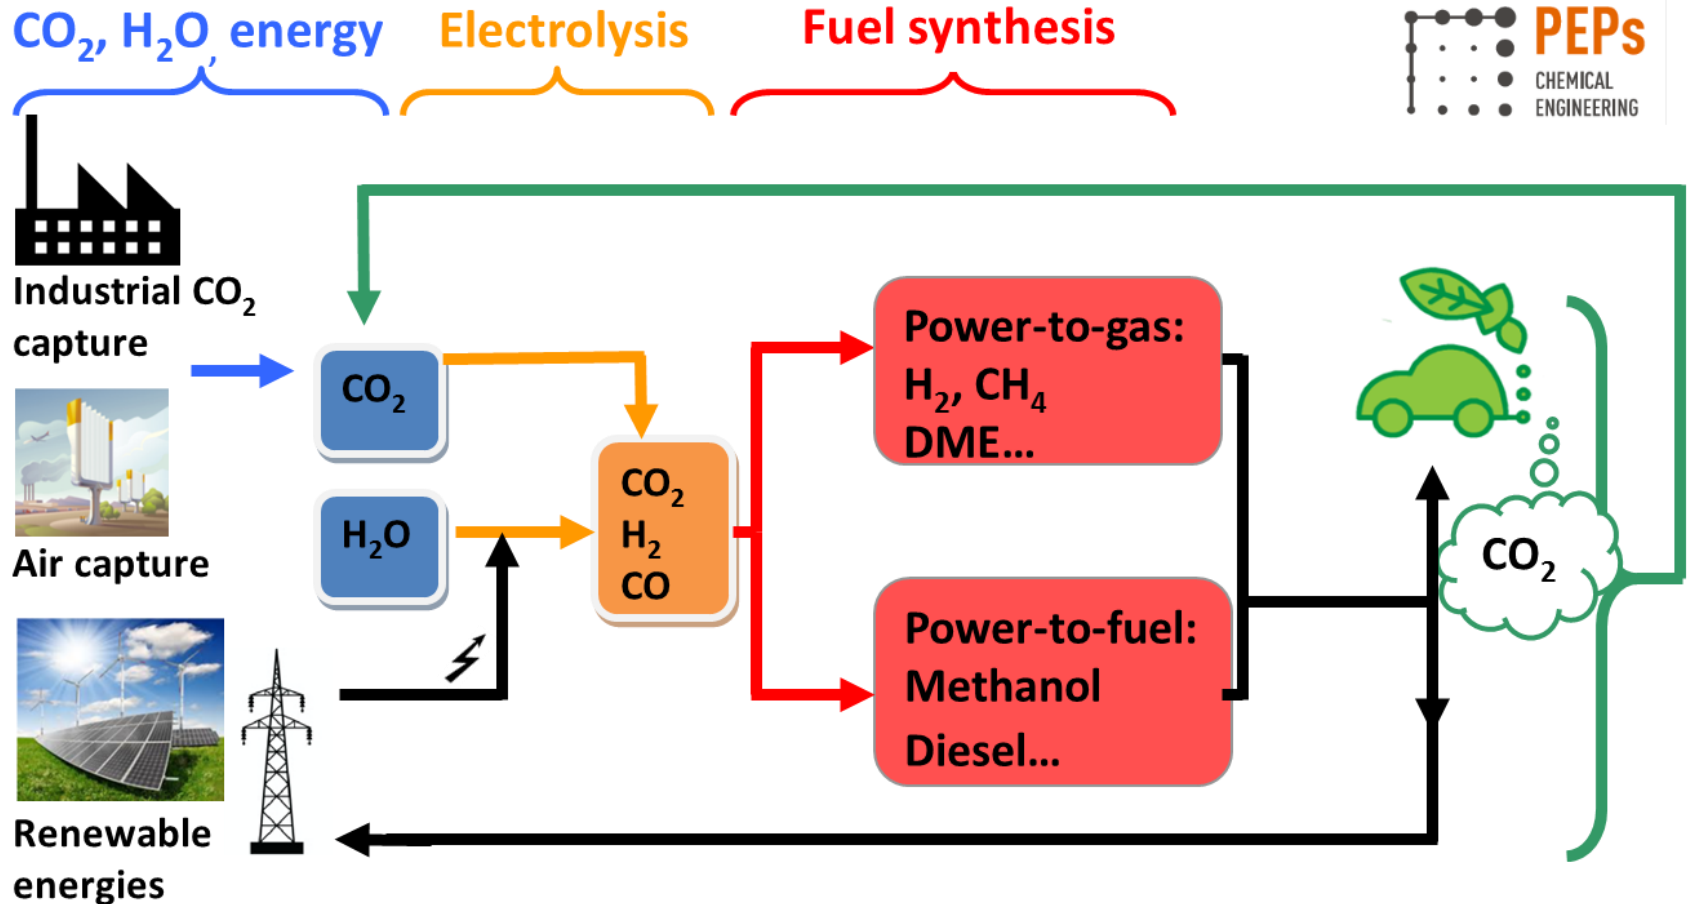 CO₂, H₂O, energy
Electrolysis
Fuel synthesis
PEPs
CHEMICAL
ENGINEERING
Industrial CO₂
capture
Air capture
Renewable
energies
CO₂
H₂O
CO₂
H₂
CO
Power-to-gas:
H₂, CH₄
DME...
Power-to-fuel:
Methanol
Diesel...
CO₂